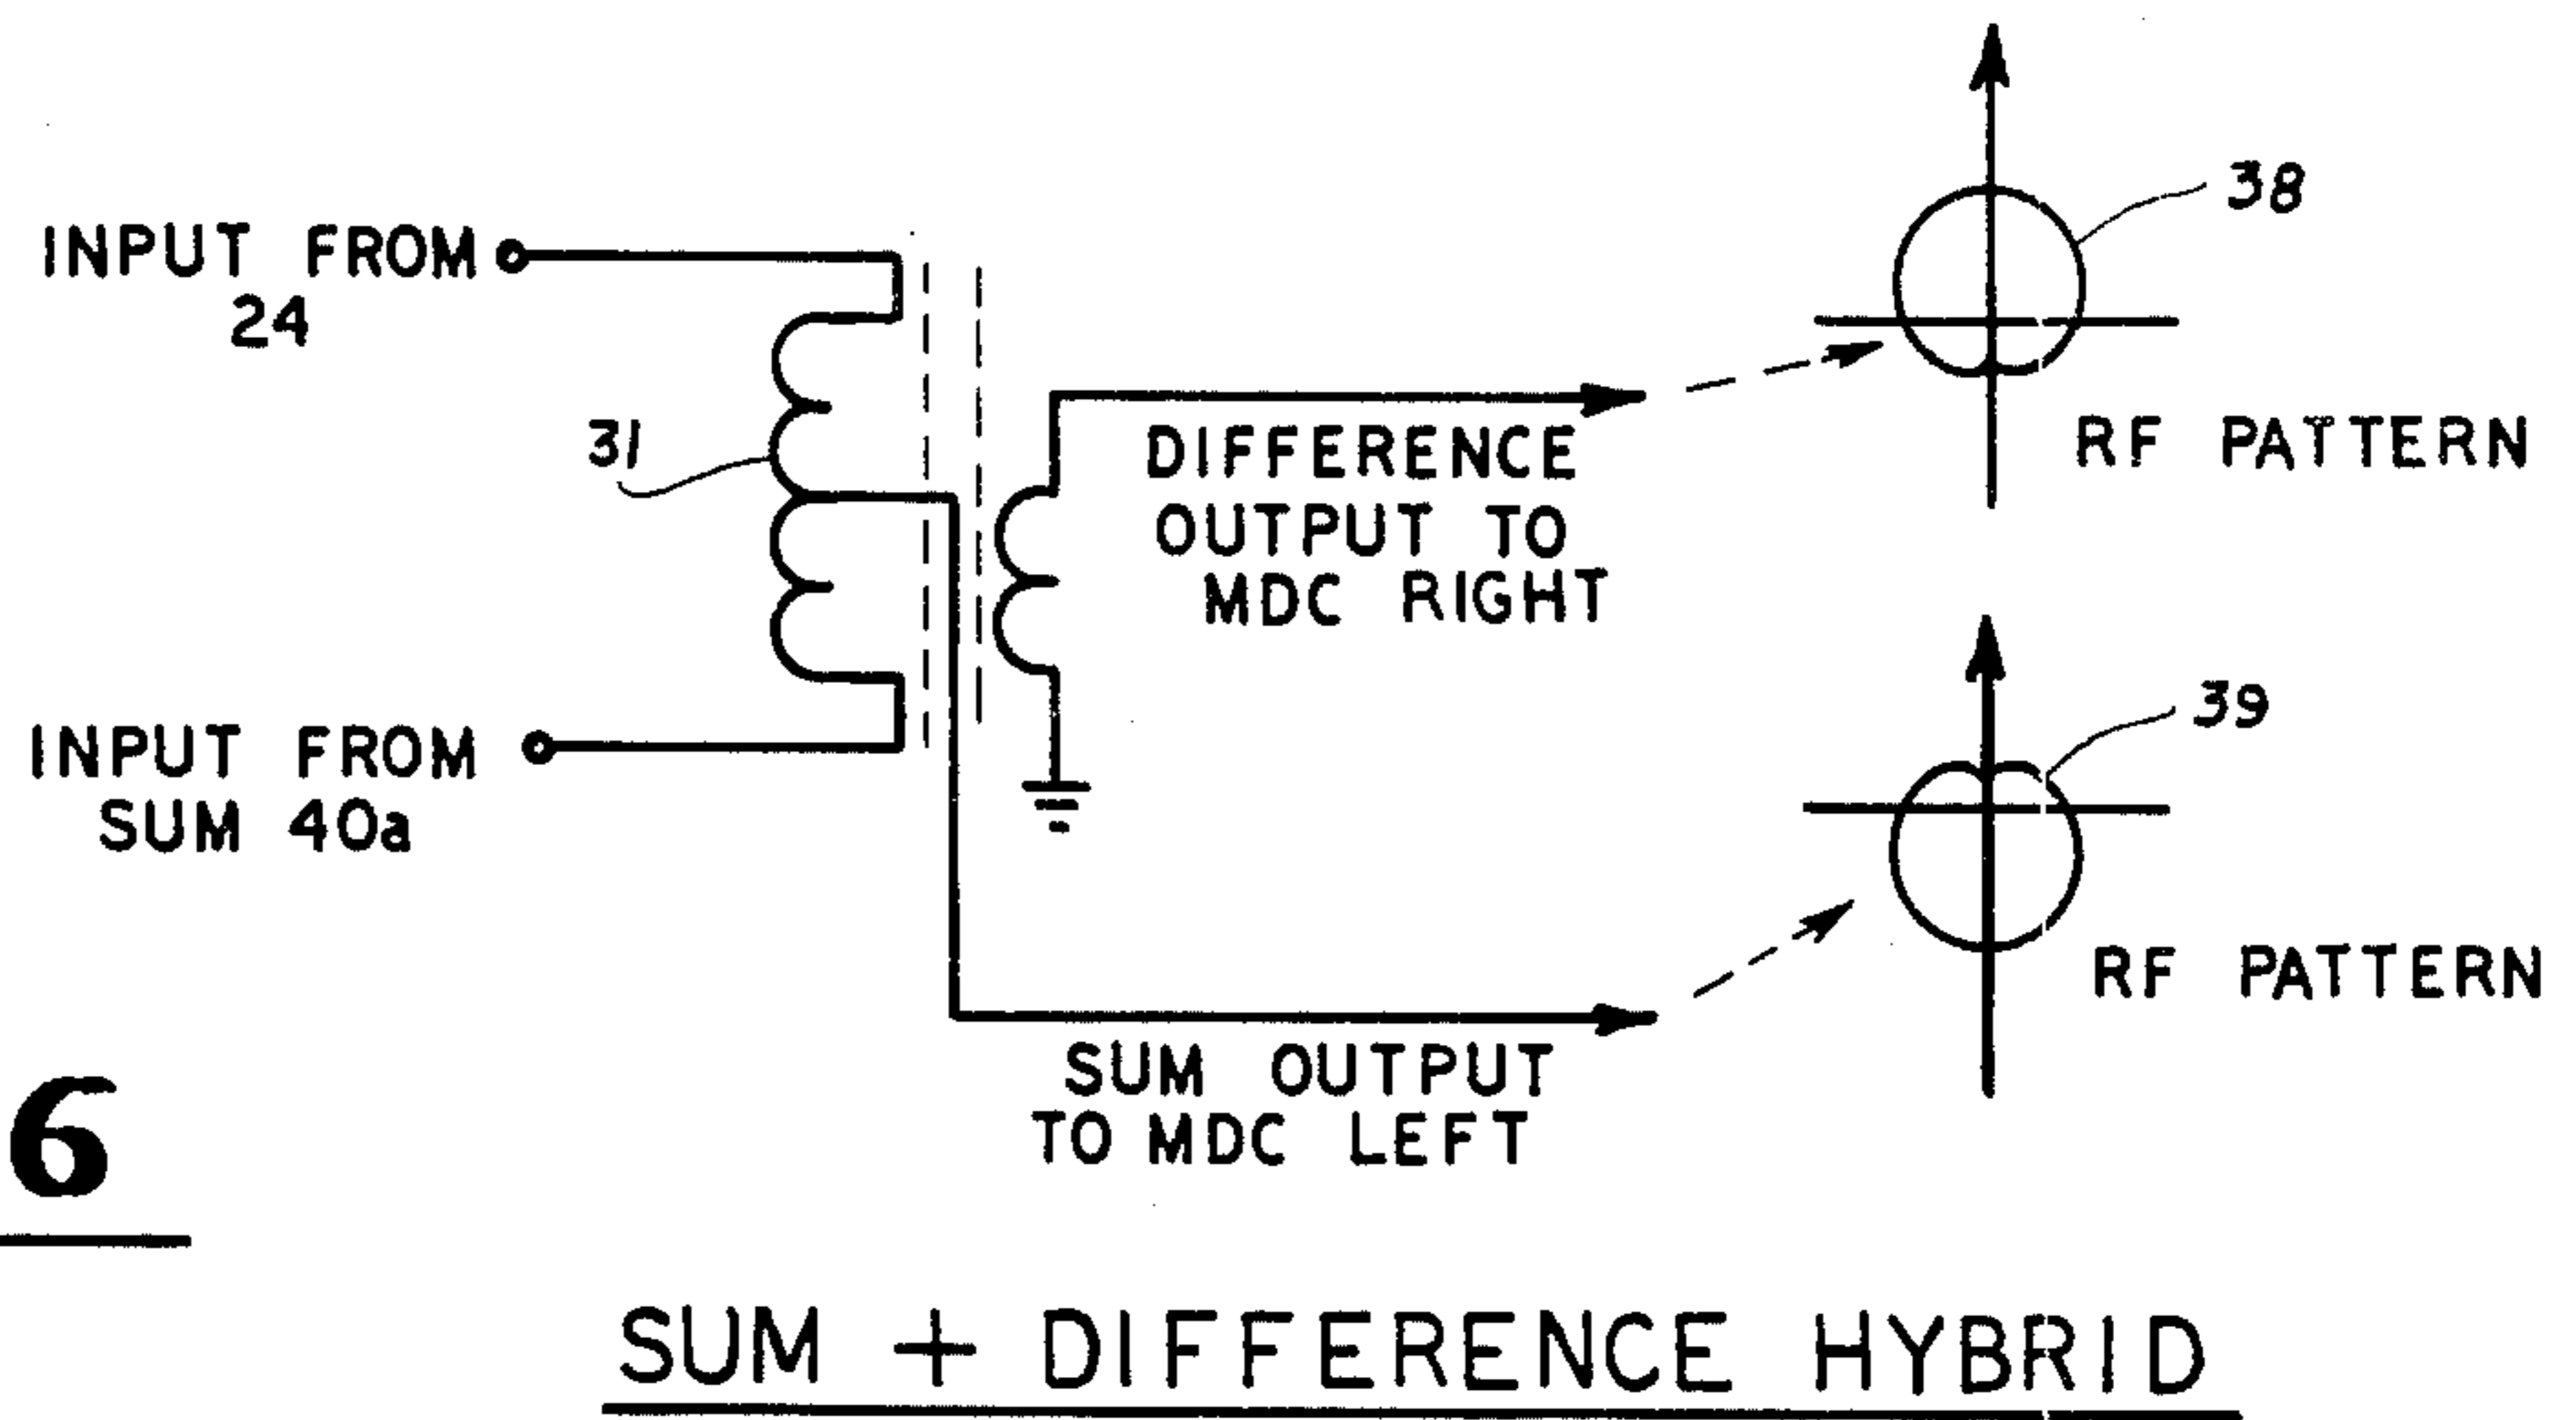 INPUT FROM
24
38
31
DIFFERENCE
OUTPUT TO
MDC RIGHT
RF PATTERN
INPUT FROM
SUM 40a
39
RF PATTERN
SUM OUTPUT
TO MDC LEFT
6
SUM + DIFFERENCE HYBRID